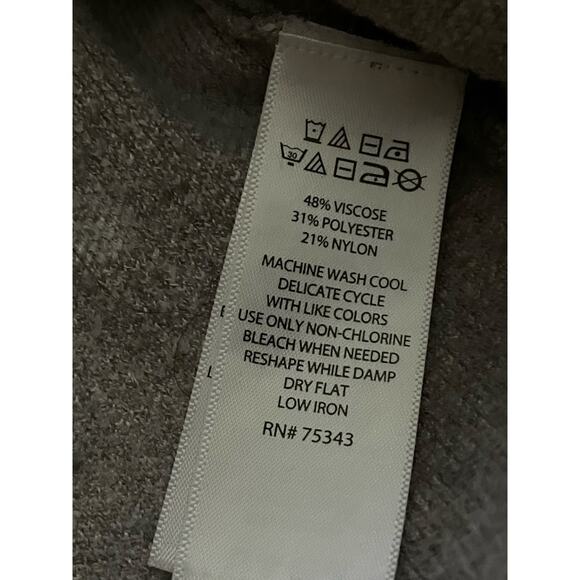 30
48% VISCOSE
31% POLYESTER
21% NYLON
MACHINE WASH COOL
DELICATE CYCLE
WITH LIKE COLORS
USE ONLY NON-CHLORINE
BLEACH WHEN NEEDED
RESHAPE WHILE DAMP
DRY FLAT
LOW IRON
RN# 75343